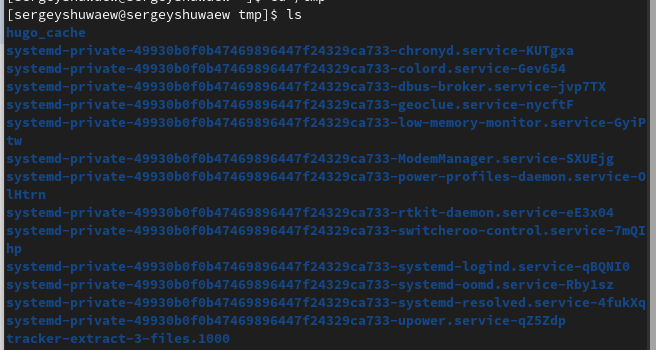 [sergeyshuwaew@sergeyshuwaew tmp]$ ls
hugo_cache
systemd-private-49930b0f0b47469896447f24329ca733-chronyd.service-KUTgxa
systemd-private-49930b0f0b47469896447f24329ca733-colord.service-Gev654
systemd-private-49930b0f0b47469896447f24329ca733-dbus-broker.service-jvp7TX
systemd-private-49930b0f0b47469896447f24329ca733-geoclue.service-nycftF
systemd-private-49930b0f0b47469896447f24329ca733-low-memory-monitor.service-GyiP
tw
systemd-private-49930b0f0b47469896447f24329ca733-ModemManager.service-SXUEjg
systemd-private-49930b0f0b47469896447f24329ca733-power-profiles-daemon.service-O
lHtrn
systemd-private-49930b0f0b47469896447f24329ca733-rtkit-daemon.service-eE3x04
systemd-private-49930b0f0b47469896447f24329ca733-switcheroo-control.service-7mQI
hp
systemd-private-49930b0f0b47469896447f24329ca733-systemd-logind.service-qBQNI0
systemd-private-49930b0f0b47469896447f24329ca733-systemd-oomd.service-Rby1sz
systemd-private-49930b0f0b47469896447f24329ca733-systemd-resolved.service-4fukXq
systemd-private-49930b0f0b47469896447f24329ca733-upower.service-qZ5Zdp
tracker-extract-3-files.1000